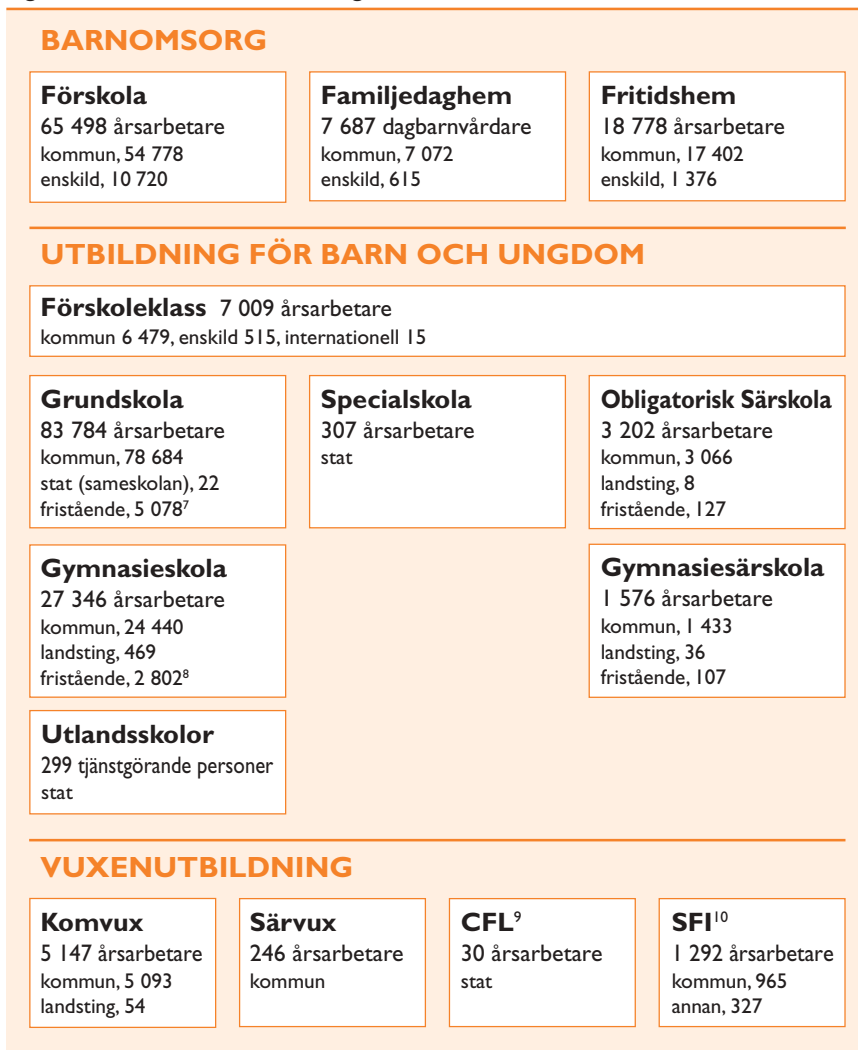 BARNOMSORG
Förskola
65 498 årsarbetare
kommun, 54 778
enskild, 10 720
Familjedaghem
7 687 dagbarnvårdare
kommun, 7 072
enskild, 615
Fritidshem
18 778 årsarbetare
kommun, 17 402
enskild, 1 376
UTBILDNING FÖR BARN OCH UNGDOM
Förskoleklass 7 009 årsarbetare
kommun 6 479, enskild 515, internationell 15
Grundskola
83 784 årsarbetare
kommun, 78 684
stat (sameskolan), 22
fristående, 5 078⁷
Specialskola
307 årsarbetare
stat
Obligatorisk Särskola
3 202 årsarbetare
kommun, 3 066
landsting, 8
fristående, 127
Gymnasieskola
27 346 årsarbetare
kommun, 24 440
landsting, 469
fristående, 2 802⁸
Gymnasiesärskola
1 576 årsarbetare
kommun, 1 433
landsting, 36
fristående, 107
Utlandsskolor
299 tjänstgörande personer
stat
VUXENUTBILDNING
Komvux
5 147 årsarbetare
kommun, 5 093
landsting, 54
Särvux
246 årsarbetare
kommun
CFL⁹
30 årsarbetare
stat
SFI¹⁰
1 292 årsarbetare
kommun, 965
annan, 327